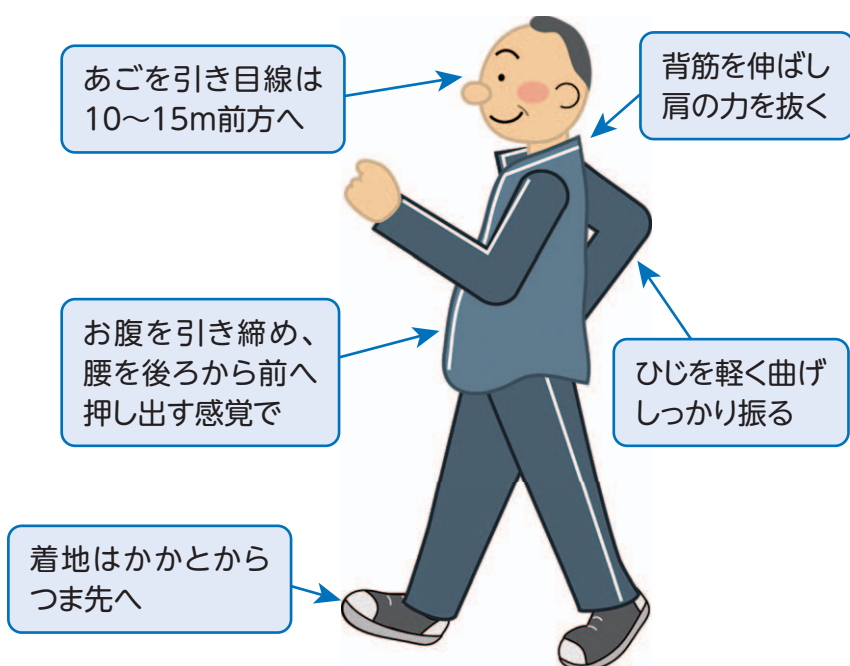 あごを引き目線は
10〜15m前方へ
背筋を伸ばし
肩の力を抜く
お腹を引き締め、
腰を後ろから前へ
押し出す感覚で
ひじを軽く曲げ
しっかり振る
着地はかかとから
つま先へ